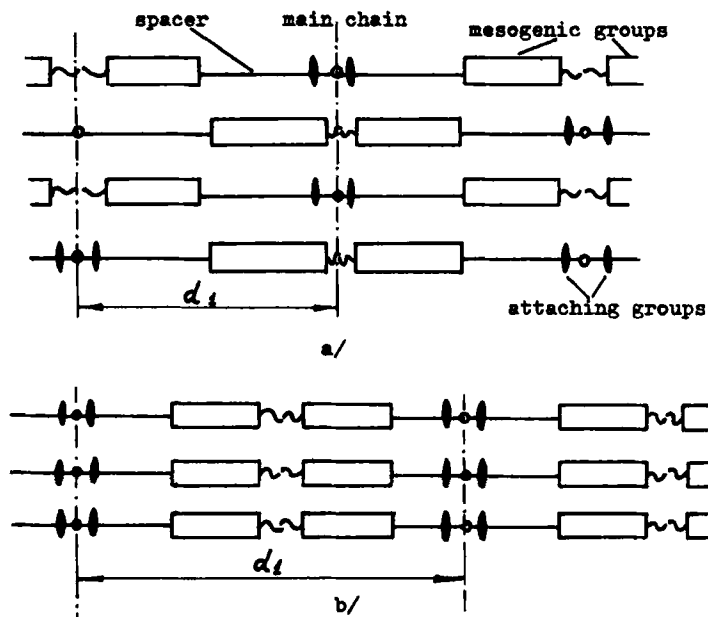 spacer main chain mesogenic groups
d₁
attaching groups
a/
d₁
b/